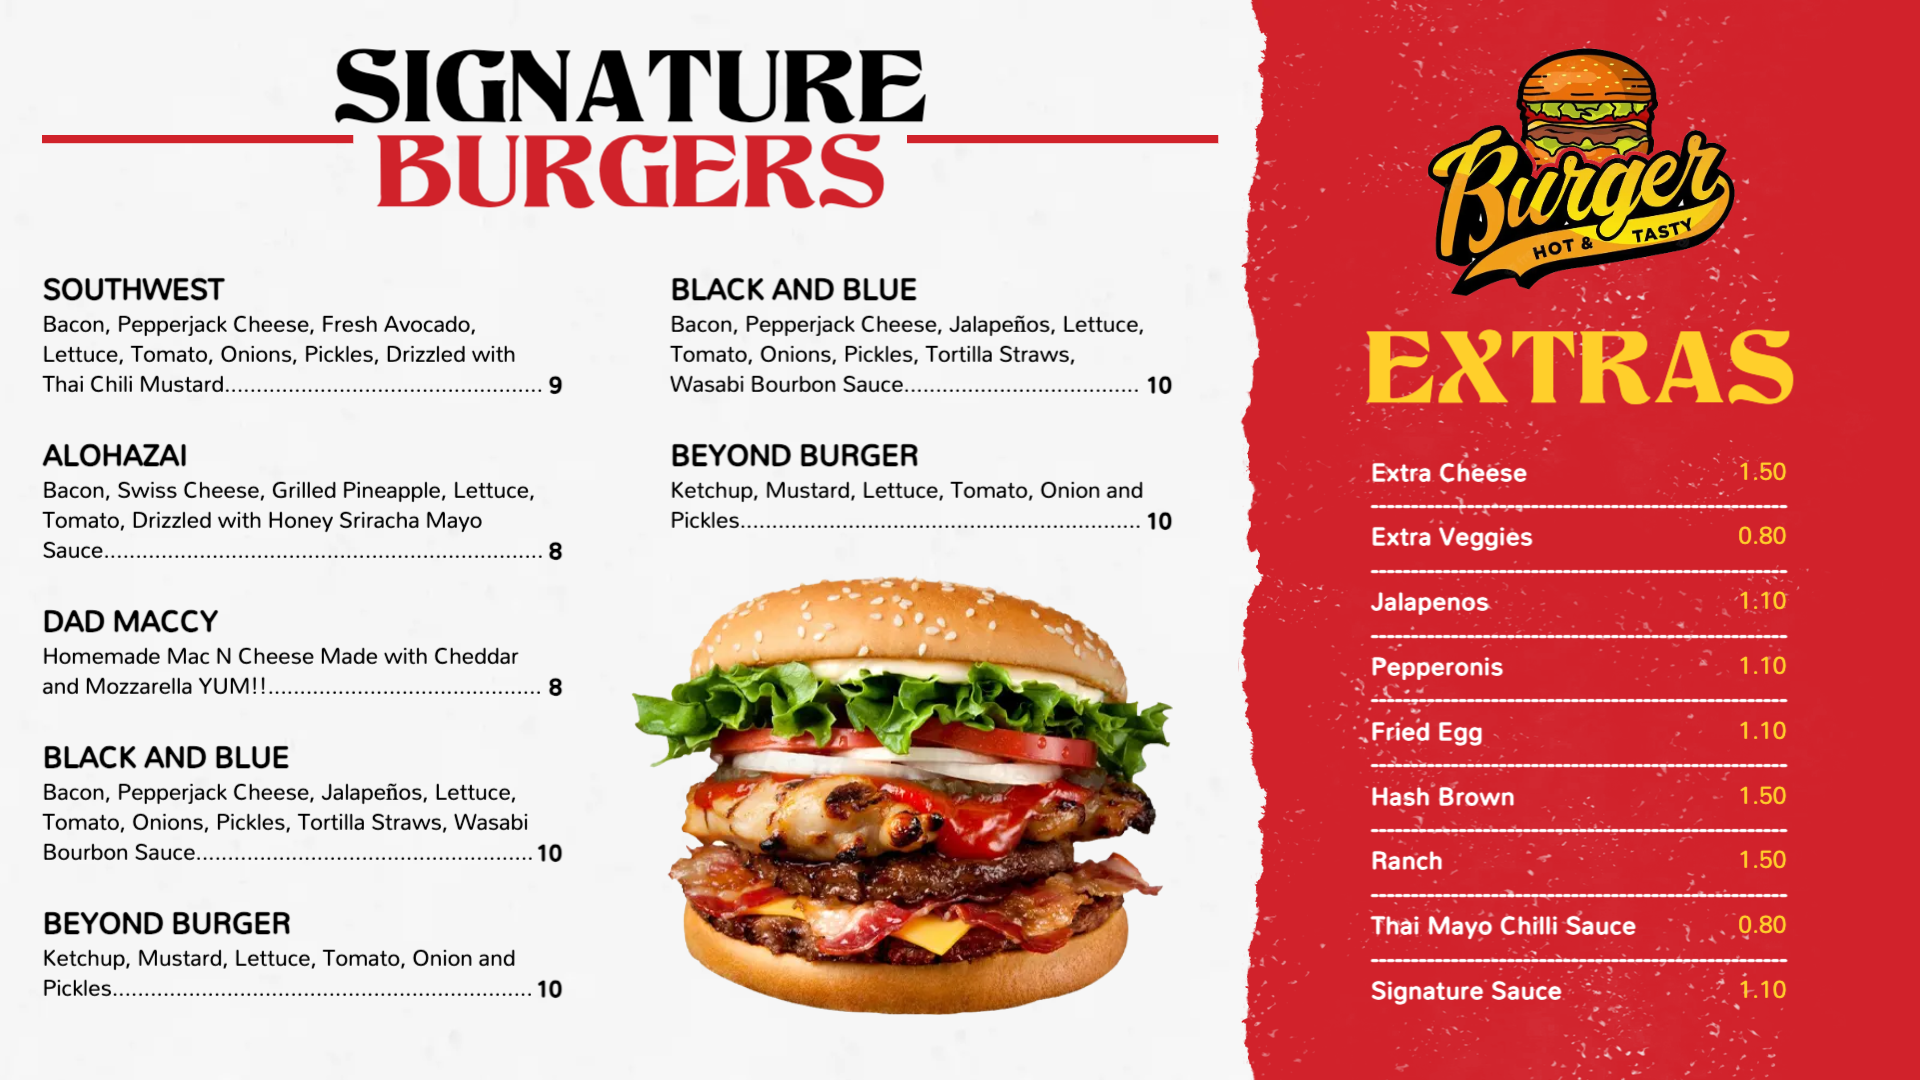 SIGNATURE
BURGERS
SOUTHWEST
Bacon, Pepperjack Cheese, Fresh Avocado,
Lettuce, Tomato, Onions, Pickles, Drizzled with
Thai Chili Mustard................................................. 9
ALOHAZAI
Bacon, Swiss Cheese, Grilled Pineapple, Lettuce,
Tomato, Drizzled with Honey Sriracha Mayo
Sauce.................................................................... 8
DAD MACCY
Homemade Mac N Cheese Made with Cheddar
and Mozzarella YUM!!.......................................... 8
BLACK AND BLUE
Bacon, Pepperjack Cheese, Jalapeños, Lettuce,
Tomato, Onions, Pickles, Tortilla Straws, Wasabi
Bourbon Sauce.................................................... 10
BEYOND BURGER
Ketchup, Mustard, Lettuce, Tomato, Onion and
Pickles................................................................. 10
BLACK AND BLUE
Bacon, Pepperjack Cheese, Jalapeños, Lettuce,
Tomato, Onions, Pickles, Tortilla Straws,
Wasabi Bourbon Sauce.................................... 10
BEYOND BURGER
Ketchup, Mustard, Lettuce, Tomato, Onion and
Pickles.............................................................. 10
Burger
HOT & TASTY
EXTRAS
Extra Cheese 1.50
Extra Veggies 0.80
Jalapenos 1.10
Pepperonis 1.10
Fried Egg 1.10
Hash Brown 1.50
Ranch 1.50
Thai Mayo Chilli Sauce 0.80
Signature Sauce 1.10